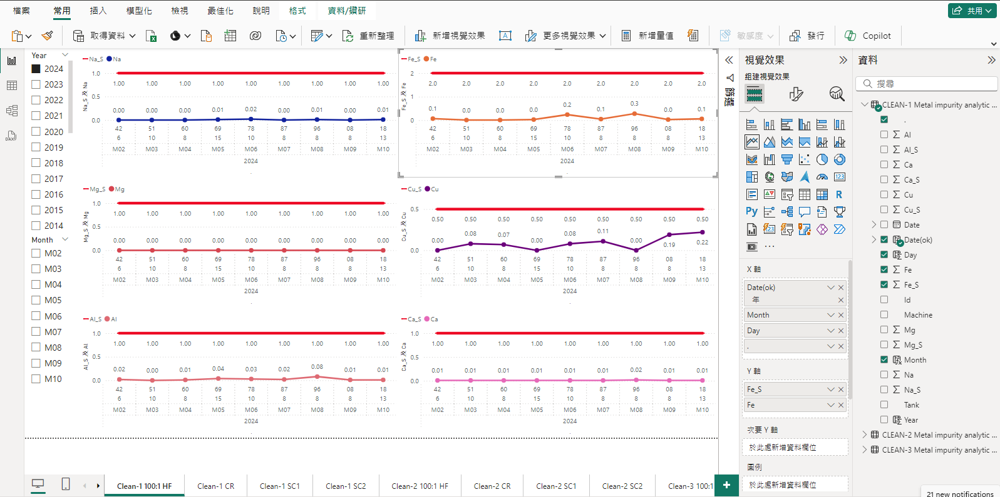 檔案 常用 插入 模型化 檢視 最佳化 說明 格式 資料/鑽研 共用
取得資料 重新整理 新增視覺效果 A 更多視覺效果 新增量值 敏感度 發行 Copilot
Year
2024
2023
2022
2021
2020
2019
2018
2017
2016
2015
2014
Month
M02
M03
M04
M05
M06
M07
M08
M09
M10
Na_S Na
Na_S 及 Na
1.0
0.5
0.0
1.00 1.00 1.00 1.00 1.00 1.00 1.00 1.00 1.00
0.00 0.00 0.00 0.01 0.02 0.00 0.01 0.00 0.01
42 51 60 69 78 87 96 08 18
6 10 8 15 10 8 8 8 13
M02 M03 M04 M05 M06 M07 M08 M09 M10
2024
.
Fe_S Fe
Fe_S 及 Fe
2
1
0
2.0 2.0 2.0 2.0 2.0 2.0 2.0 2.0 2.0
0.1 0.0 0.0 0.0 0.2 0.1 0.3 0.0 0.1
42 51 60 69 78 87 96 08 18
6 10 8 15 10 8 8 8 13
M02 M03 M04 M05 M06 M07 M08 M09 M10
2024
.
Mg_S Mg
Mg_S 及 Mg
1.0
0.5
0.0
1.00 1.00 1.00 1.00 1.00 1.00 1.00 1.00 1.00
0.00 0.00 0.00 0.00 0.00 0.00 0.00 0.00 0.00
42 51 60 69 78 87 96 08 18
6 10 8 15 10 8 8 8 13
M02 M03 M04 M05 M06 M07 M08 M09 M10
2024
.
Cu_S Cu
Cu_S 及 Cu
0.5
0.0
0.50 0.50 0.50 0.50 0.50 0.50 0.50 0.50 0.50
0.00 0.08 0.07 0.00 0.08 0.11 0.00 0.19 0.22
42 51 60 69 78 87 96 08 18
6 10 8 15 10 8 8 8 13
M02 M03 M04 M05 M06 M07 M08 M09 M10
2024
.
Al_S Al
Al_S 及 Al
1.0
0.5
0.0
1.00 1.00 1.00 1.00 1.00 1.00 1.00 1.00 1.00
0.02 0.00 0.01 0.04 0.03 0.02 0.08 0.01 0.01
42 51 60 69 78 87 96 08 18
6 10 8 15 10 8 8 8 13
M02 M03 M04 M05 M06 M07 M08 M09 M10
2024
.
Ca_S Ca
Ca_S 及 Ca
1.0
0.5
0.0
1.00 1.00 1.00 1.00 1.00 1.00 1.00 1.00 1.00
0.01 0.01 0.01 0.01 0.01 0.01 0.02 0.01 0.01
42 51 60 69 78 87 96 08 18
6 10 8 15 10 8 8 8 13
M02 M03 M04 M05 M06 M07 M08 M09 M10
2024
.
Clean-1 100:1 HF Clean-1 CR Clean-1 SC1 Clean-1 SC2 Clean-2 100:1 HF Clean-2 CR Clean-2 SC1 Clean-2 SC2 Clean-3 100:1
篩選
視覺效果
組建視覺效果
123
R
Py
123
...
X 軸
Date(ok)
年
Month
Day
.
Y 軸
Fe_S
Fe
次要 Y 軸
於此處新增資料欄位
圖例
於此處新增資料欄位
資料
搜尋
CLEAN-1 Metal impurity analytic ...
.
Al
Al_S
Ca
Ca_S
Cu
Cu_S
Date
Date(ok)
Day
Fe
Fe_S
Id
Machine
Mg
Mg_S
Month
Na
Na_S
Tank
Year
CLEAN-2 Metal impurity analytic ...
CLEAN-3 Metal impurity analytic ...
21 new notifications